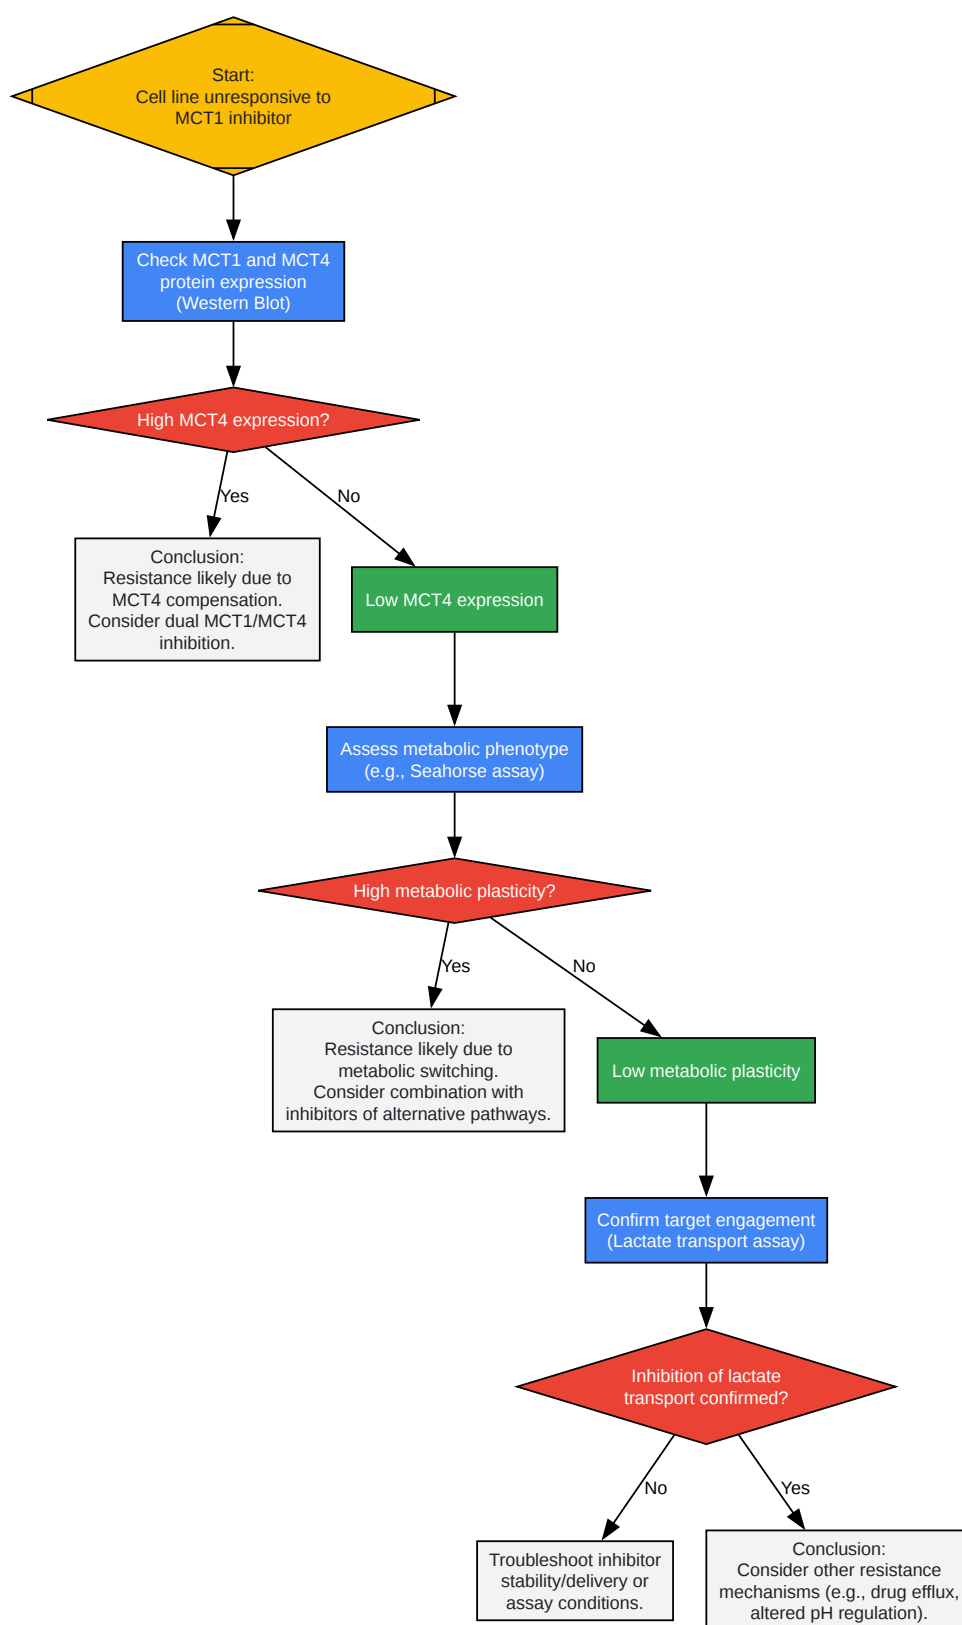 Start:
Cell line unresponsive to
MCT1 inhibitor
Check MCT1 and MCT4
protein expression
(Western Blot)
High MCT4 expression?
Yes
No
Conclusion:
Resistance likely due to
MCT4 compensation.
Consider dual MCT1/MCT4
inhibition.
Low MCT4 expression
Assess metabolic phenotype
(e.g., Seahorse assay)
High metabolic plasticity?
Yes
No
Conclusion:
Resistance likely due to
metabolic switching.
Consider combination with
inhibitors of alternative pathways.
Low metabolic plasticity
Confirm target engagement
(Lactate transport assay)
Inhibition of lactate
transport confirmed?
No
Yes
Troubleshoot inhibitor
stability/delivery or
assay conditions.
Conclusion:
Consider other resistance
mechanisms (e.g., drug efflux,
altered pH regulation).